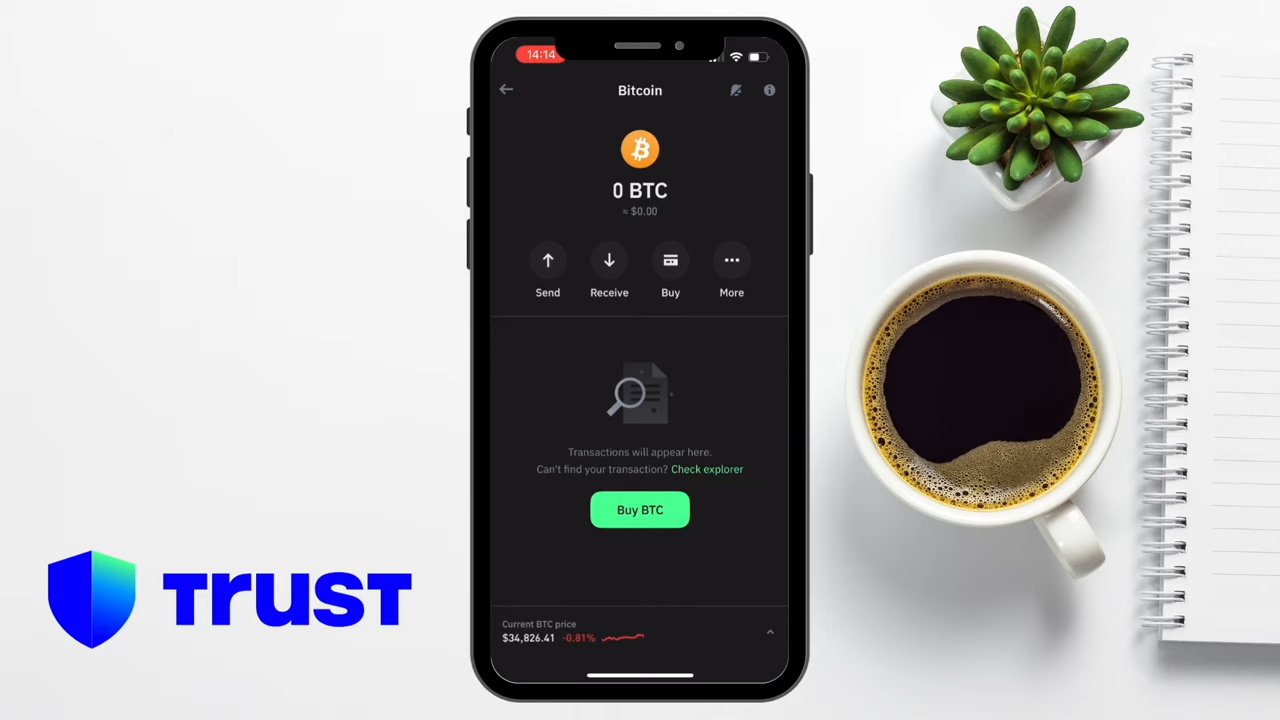 14:14
Bitcoin
0 BTC
≈ $0.00
Send Receive Buy More
Transactions will appear here.
Can't find your transaction? Check explorer
Buy BTC
Current BTC price
$34,826.41 -0.81%
TRUST